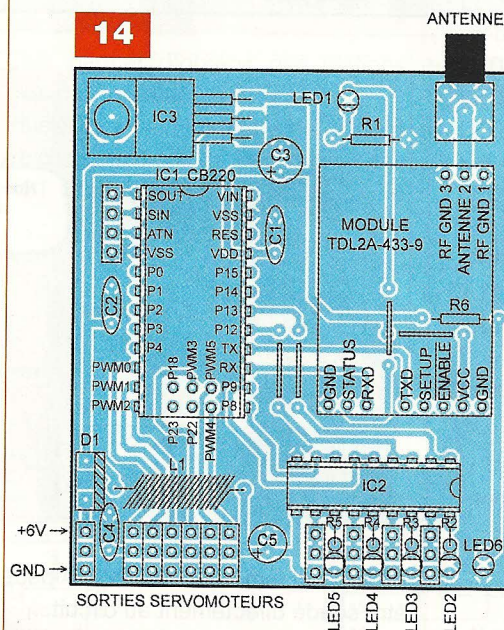 14
ANTENNE
IC3
LED1
R1
C3
IC1 CB220
SOUT VIN
SIN VSS
ATN RES
VSS VDD
P0 P15
P1 P14
P2 P13
P3 P12
P4 TX
PWM0 RX
PWM1 P9
PWM2 P8
P18 PWM3 PWM5
P23 P22 PWM4
C1
C2
RF GND 3
ANTENNE 2
RF GND 1
MODULE
TDL2A-433-9
R6
GND
STATUS
RXD
TXD
SETUP
ENABLE
VCC
GND
D1
L1
IC2
+6V
C4
C5
R5 R4 R3 R2
LED6
GND
SORTIES SERVOMOTEURS
LED5
LED4
LED3
LED2